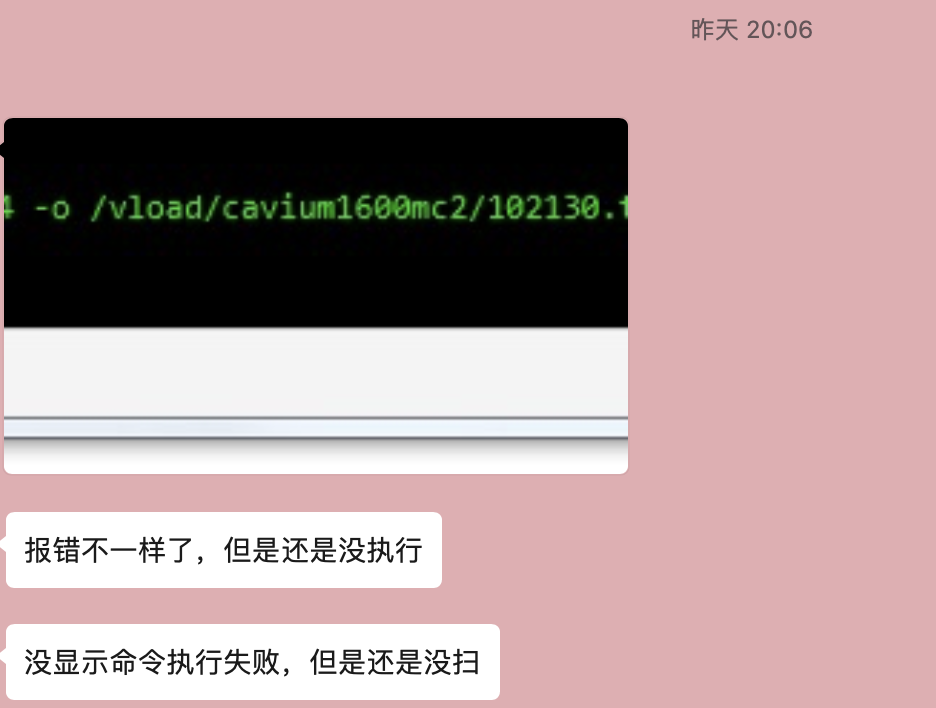 昨天 20:06
4 -o /vload/cavium1600mc2/102130.t
报错不一样了，但是还是没执行
没显示命令执行失败，但是还是没扫